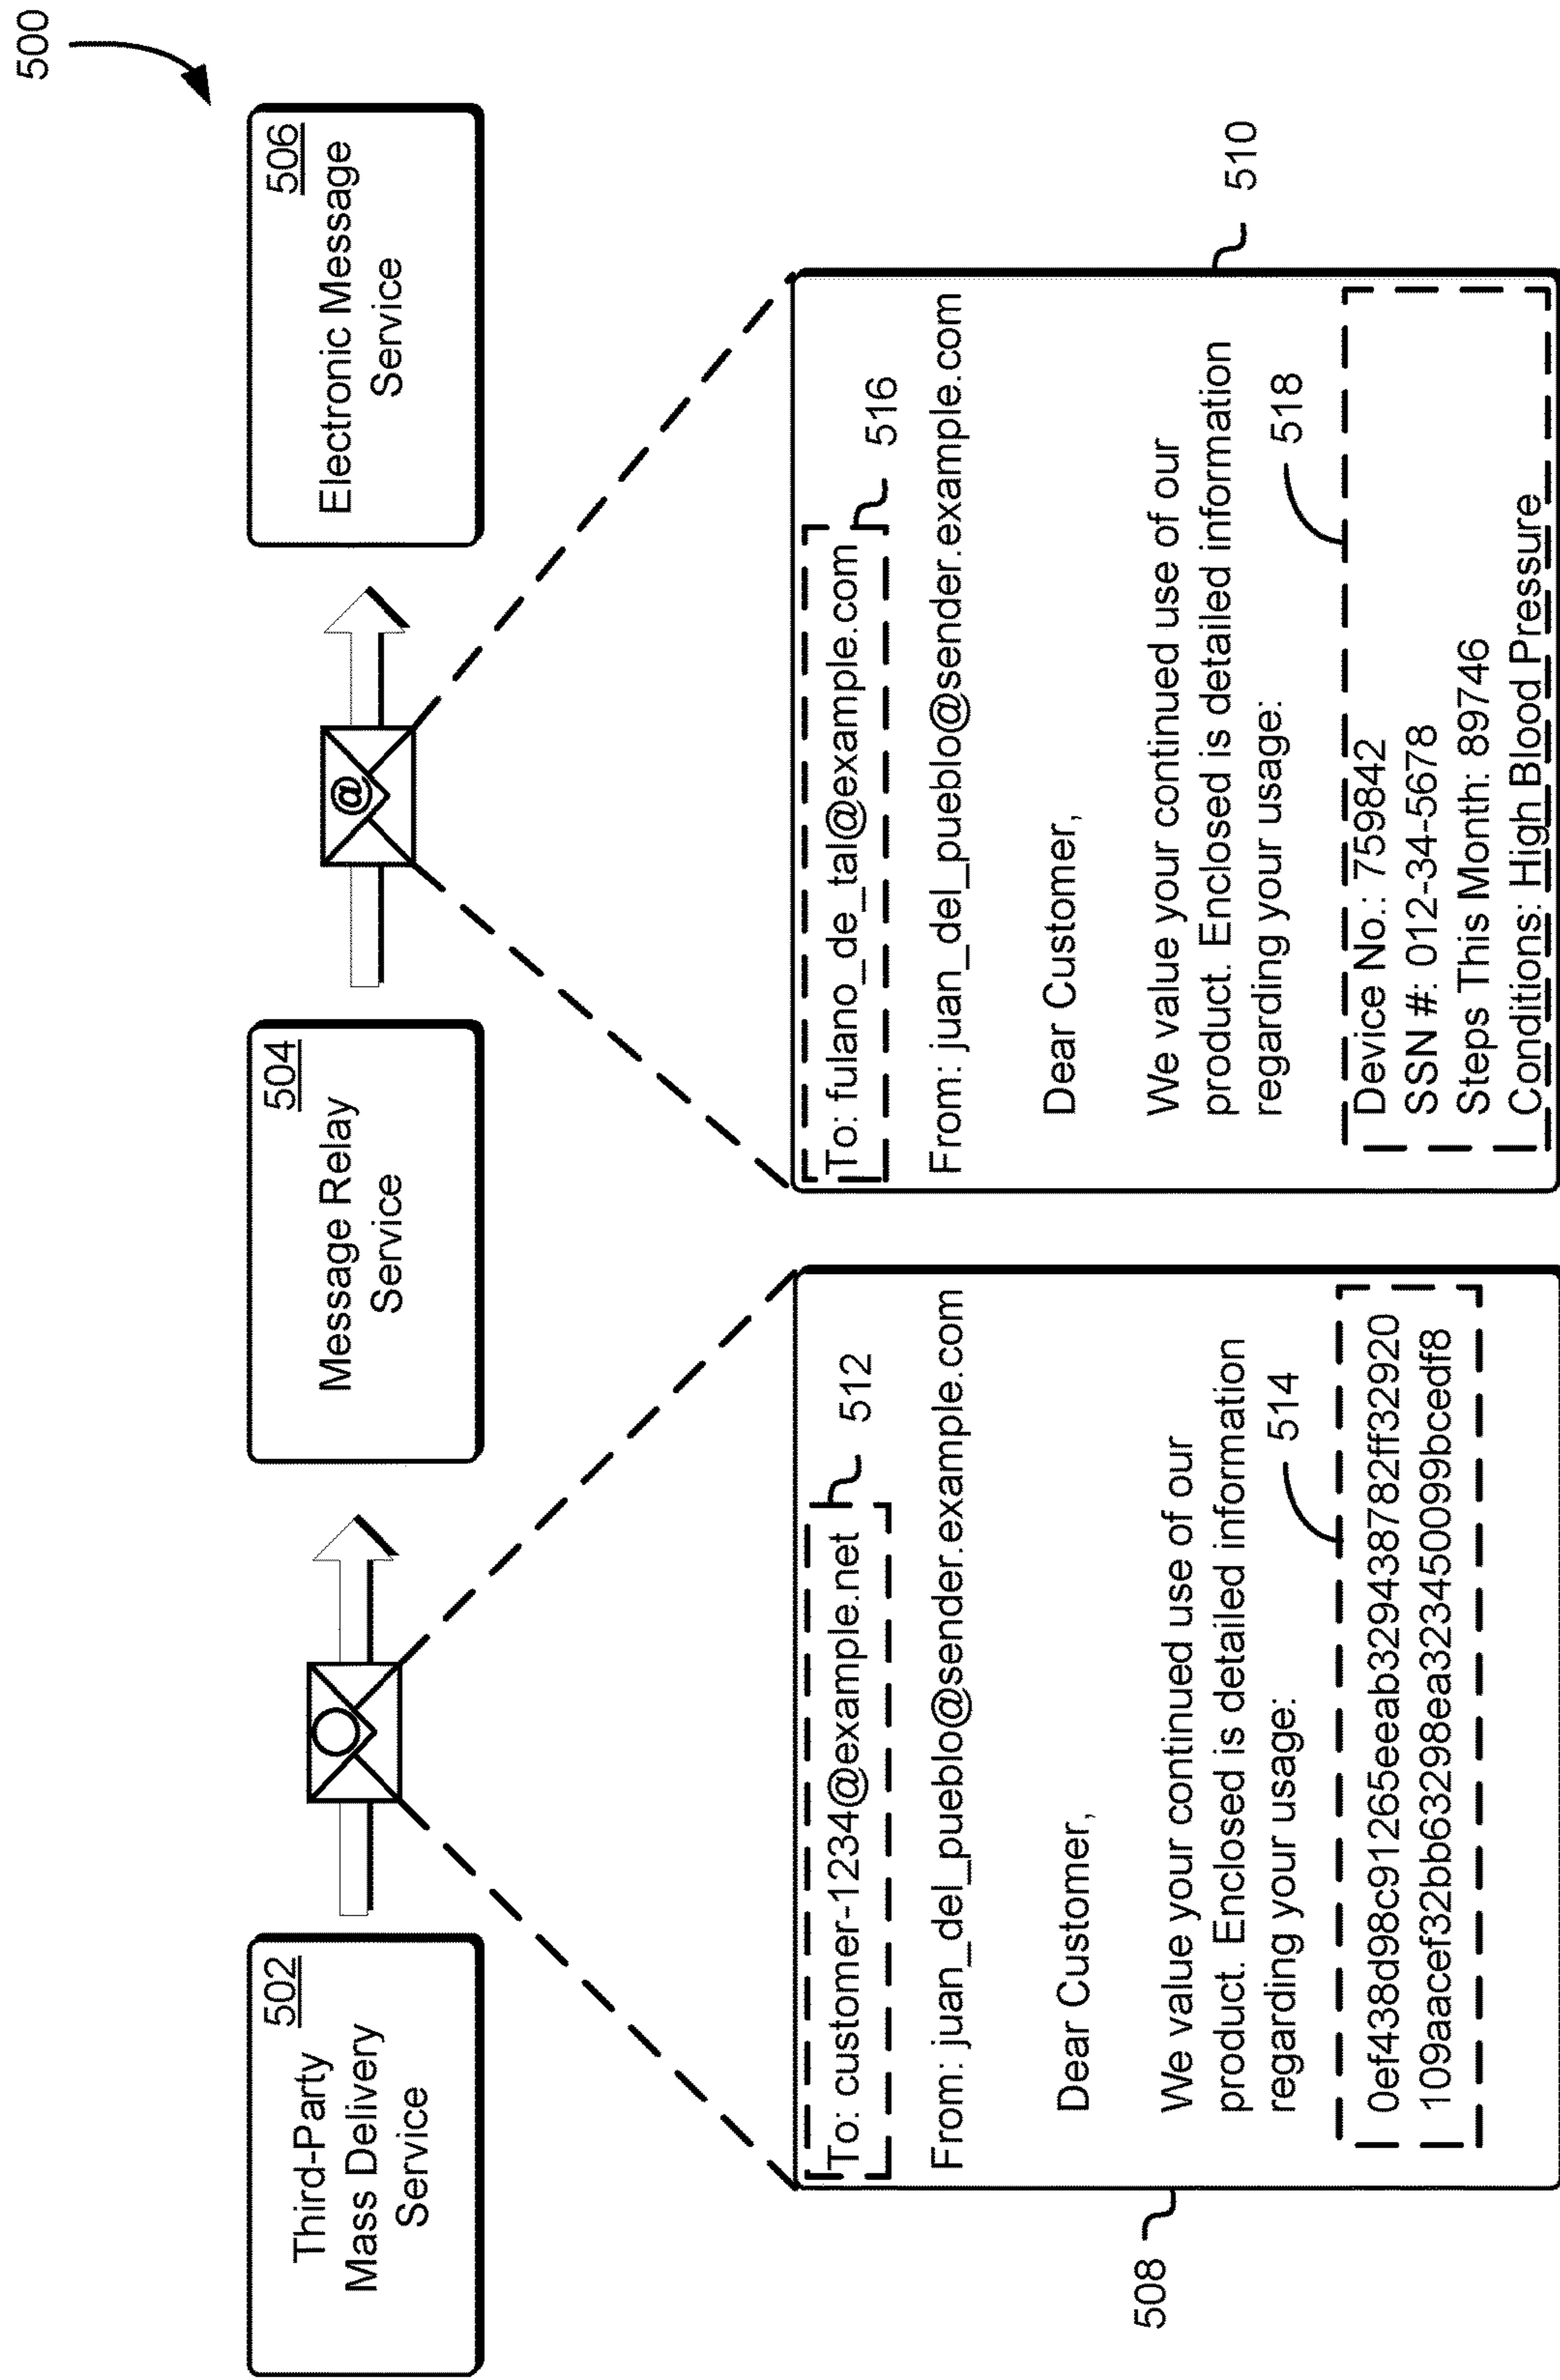 500
502
Third-Party
Mass Delivery
Service
504
Message Relay
Service
506
Electronic Message
Service
@
508
To: customer-1234@example.net
512
From: juan_del_pueblo@sender.example.com
Dear Customer,
We value your continued use of our
product. Enclosed is detailed information
regarding your usage:
514
0ef438d98c91265eeab329438782ff32920
109aacef32bb63298ea323450099bcedf8
510
To: fulano_de_tal@example.com
516
From: juan_del_pueblo@sender.example.com
Dear Customer,
We value your continued use of our
product. Enclosed is detailed information
regarding your usage:
518
Device No.: 759842
SSN #: 012-34-5678
Steps This Month: 89746
Conditions: High Blood Pressure